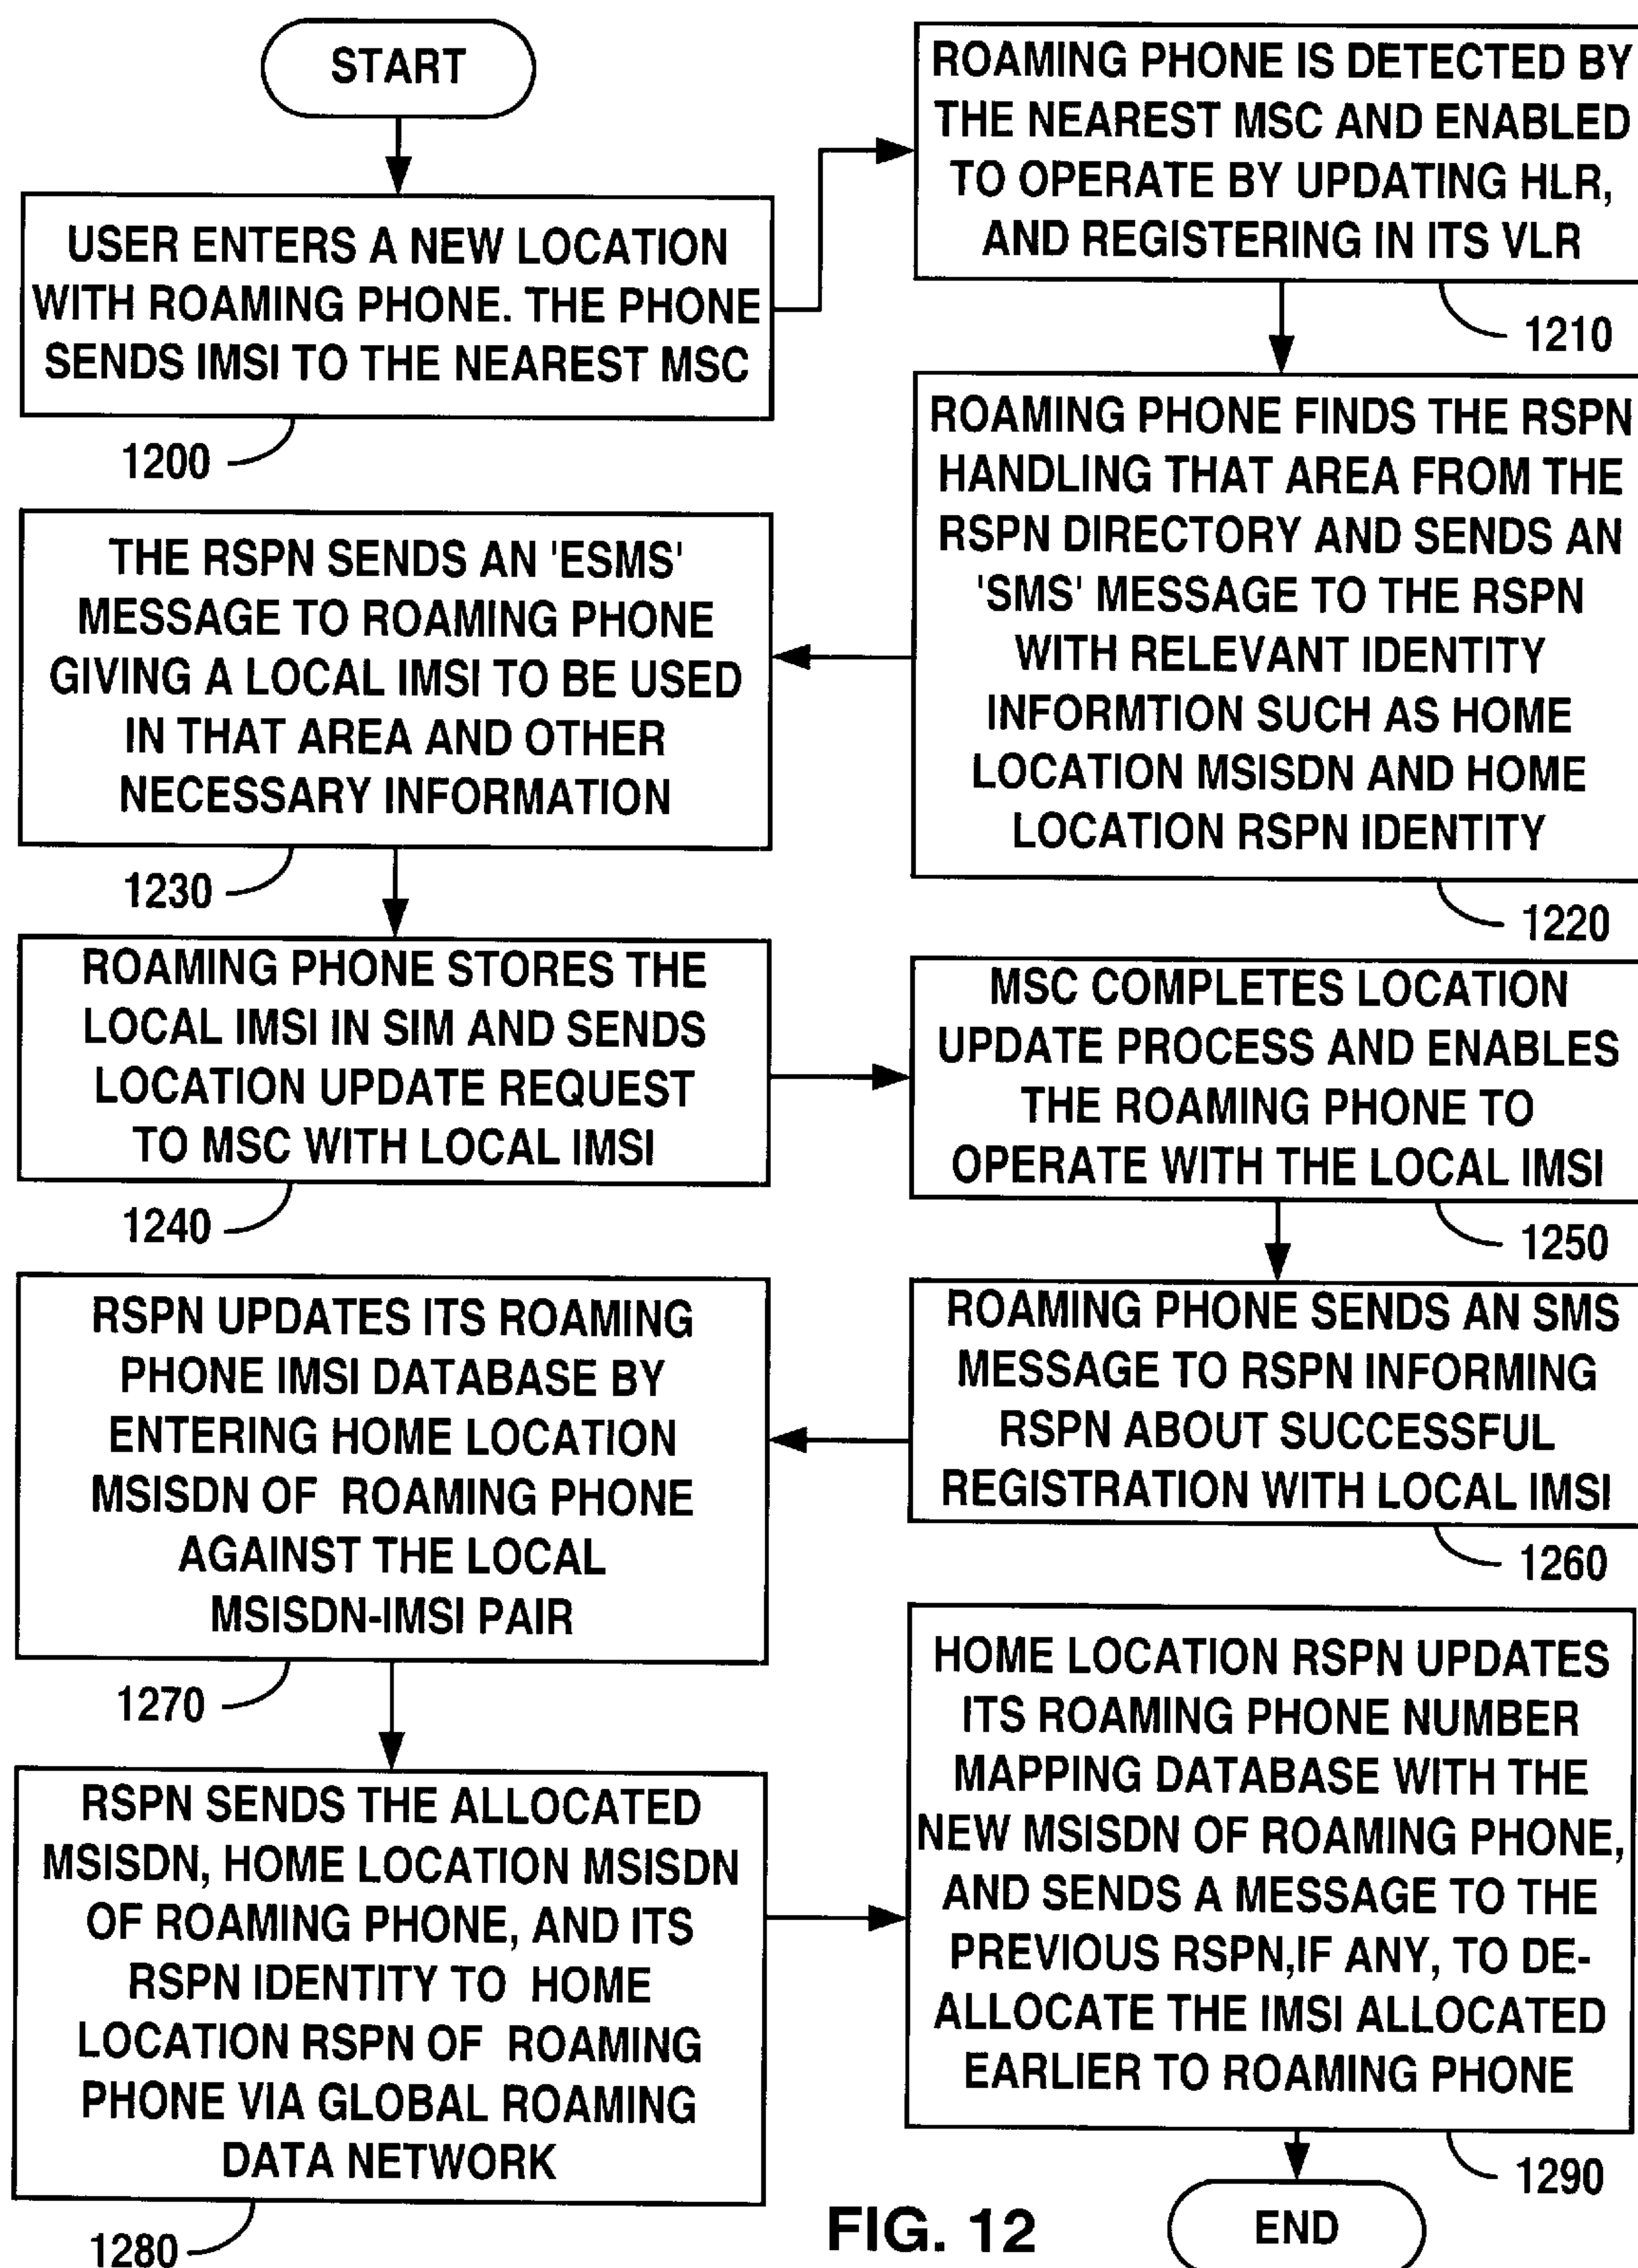 START
USER ENTERS A NEW LOCATION
WITH ROAMING PHONE. THE PHONE
SENDS IMSI TO THE NEAREST MSC
1200
ROAMING PHONE IS DETECTED BY
THE NEAREST MSC AND ENABLED
TO OPERATE BY UPDATING HLR,
AND REGISTERING IN ITS VLR
1210
ROAMING PHONE FINDS THE RSPN
HANDLING THAT AREA FROM THE
RSPN DIRECTORY AND SENDS AN
'SMS' MESSAGE TO THE RSPN
WITH RELEVANT IDENTITY
INFORMTION SUCH AS HOME
LOCATION MSISDN AND HOME
LOCATION RSPN IDENTITY
1220
THE RSPN SENDS AN 'ESMS'
MESSAGE TO ROAMING PHONE
GIVING A LOCAL IMSI TO BE USED
IN THAT AREA AND OTHER
NECESSARY INFORMATION
1230
ROAMING PHONE STORES THE
LOCAL IMSI IN SIM AND SENDS
LOCATION UPDATE REQUEST
TO MSC WITH LOCAL IMSI
1240
MSC COMPLETES LOCATION
UPDATE PROCESS AND ENABLES
THE ROAMING PHONE TO
OPERATE WITH THE LOCAL IMSI
1250
ROAMING PHONE SENDS AN SMS
MESSAGE TO RSPN INFORMING
RSPN ABOUT SUCCESSFUL
REGISTRATION WITH LOCAL IMSI
1260
RSPN UPDATES ITS ROAMING
PHONE IMSI DATABASE BY
ENTERING HOME LOCATION
MSISDN OF ROAMING PHONE
AGAINST THE LOCAL
MSISDN-IMSI PAIR
1270
RSPN SENDS THE ALLOCATED
MSISDN, HOME LOCATION MSISDN
OF ROAMING PHONE, AND ITS
RSPN IDENTITY TO HOME
LOCATION RSPN OF ROAMING
PHONE VIA GLOBAL ROAMING
DATA NETWORK
1280
HOME LOCATION RSPN UPDATES
ITS ROAMING PHONE NUMBER
MAPPING DATABASE WITH THE
NEW MSISDN OF ROAMING PHONE,
AND SENDS A MESSAGE TO THE
PREVIOUS RSPN,IF ANY, TO DE-
ALLOCATE THE IMSI ALLOCATED
EARLIER TO ROAMING PHONE
1290
END
FIG. 12